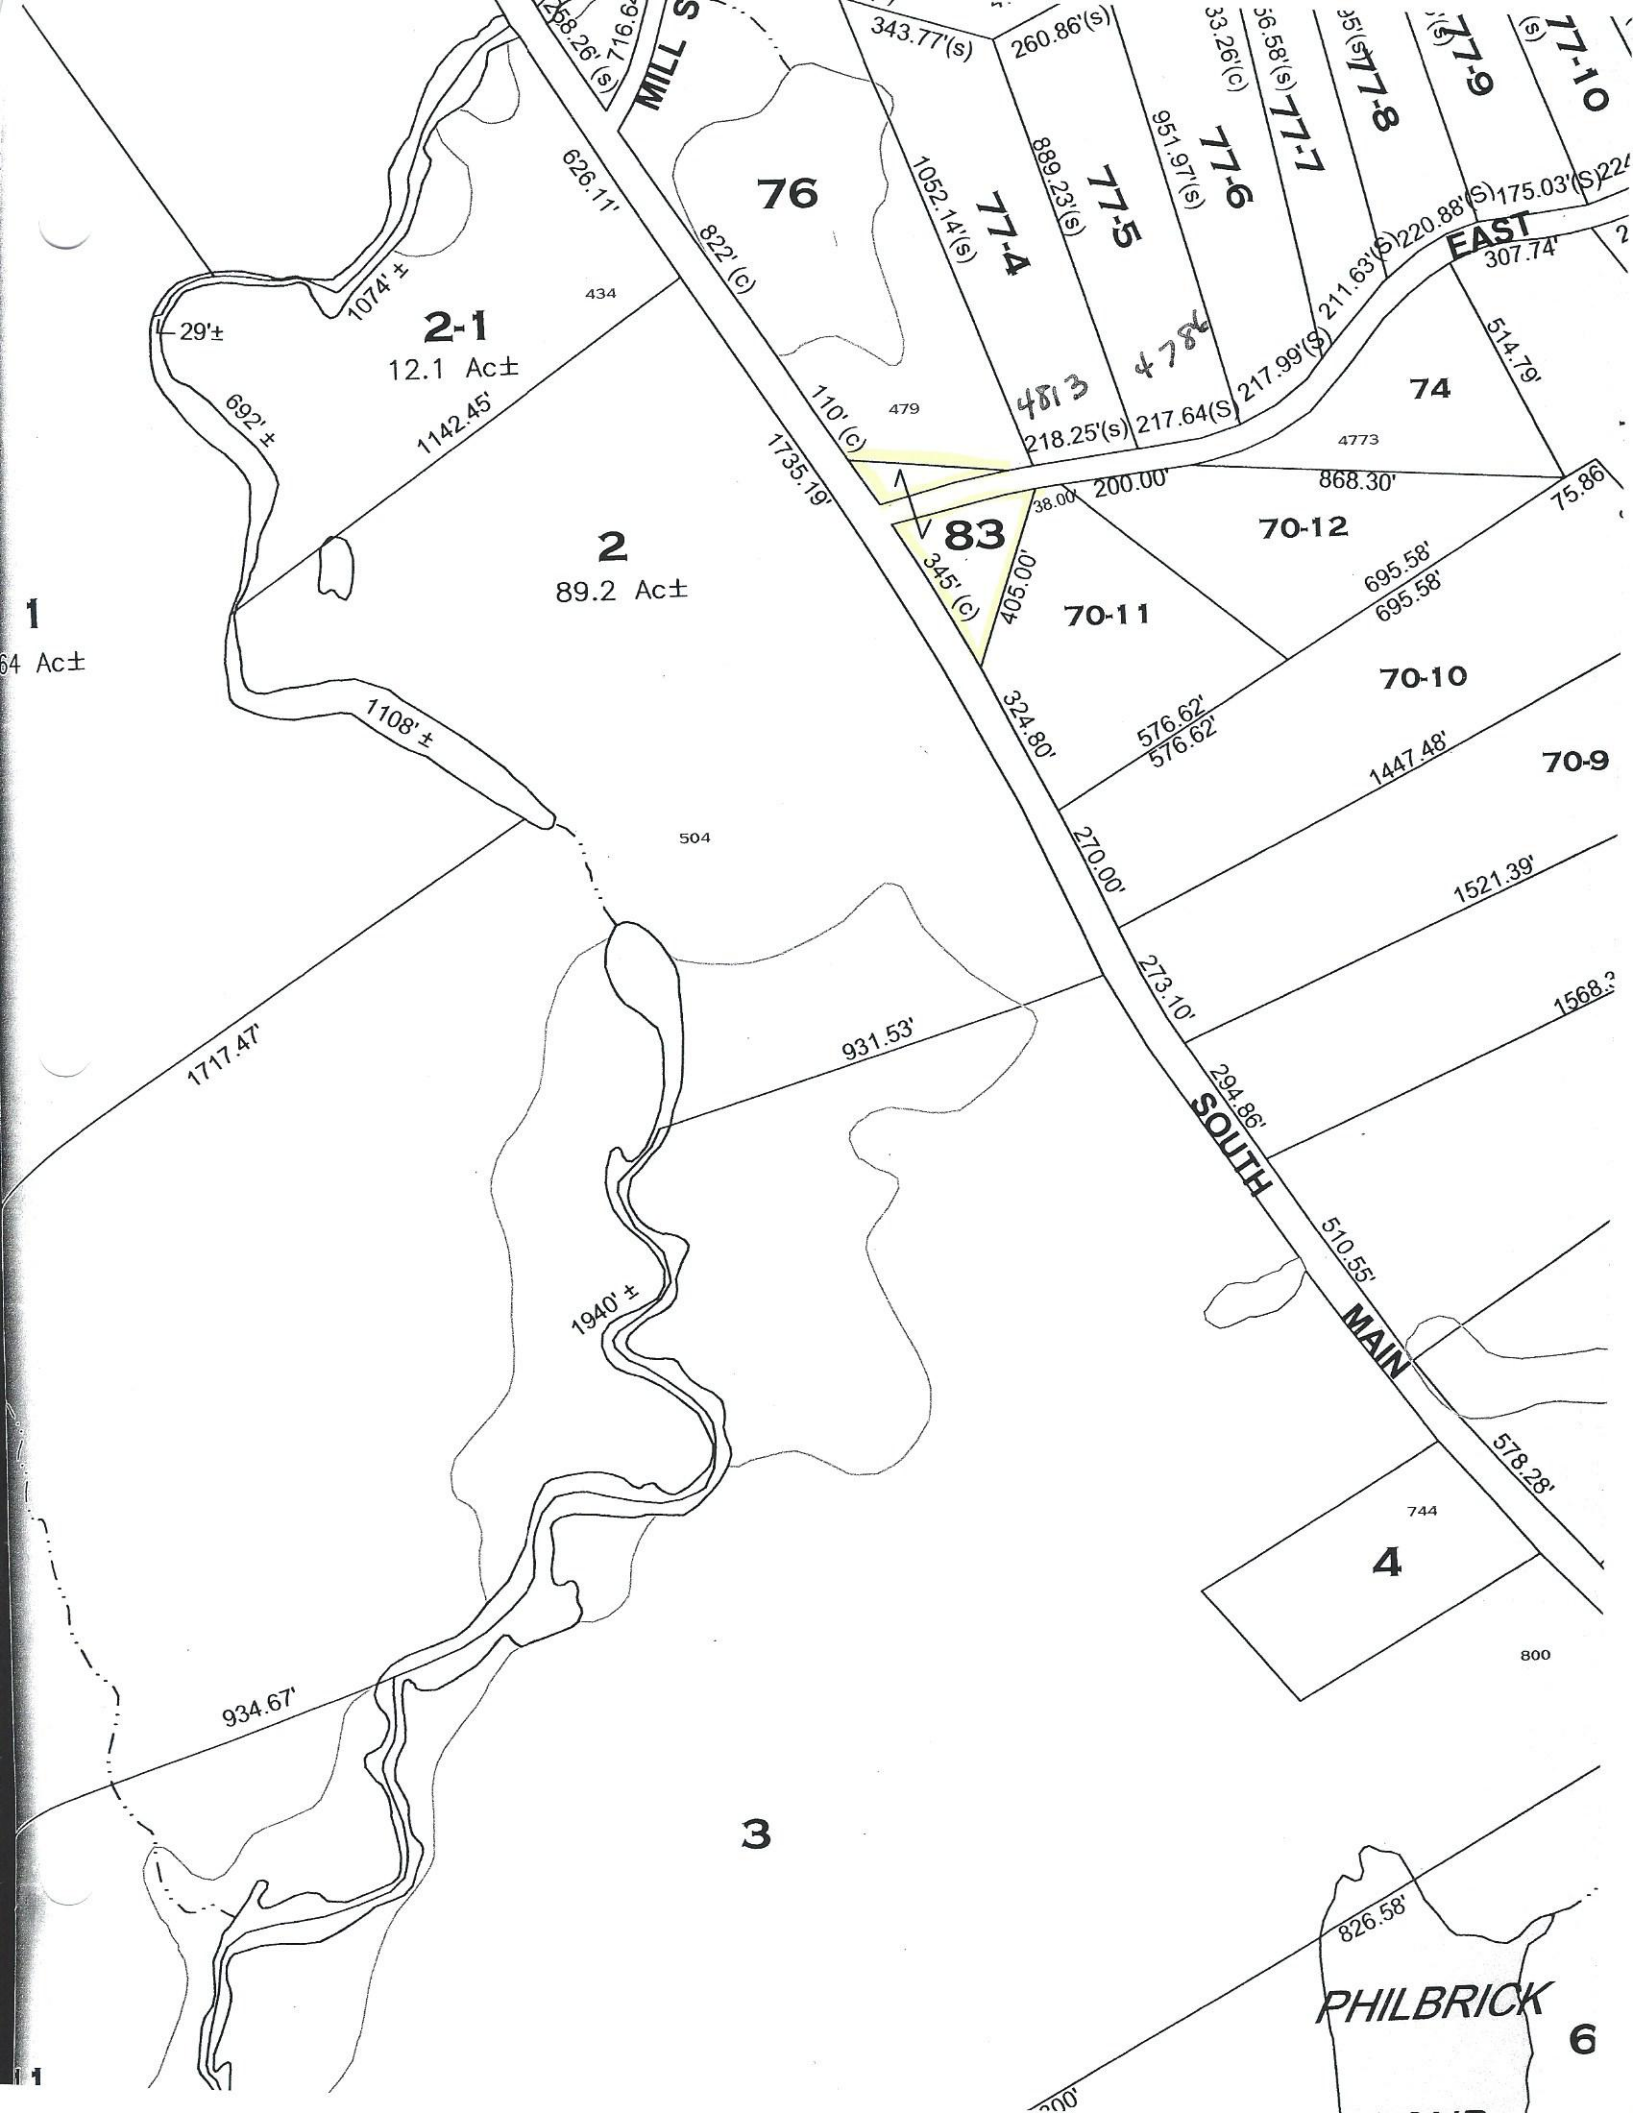 258.26'(s)
MILL S
343.77'(s)
260.86'(s)
33.26'(c)
56.58'(s)
77-7
77-8
77-9
(s)
77-10
626.11'
76
822' (c)
1052.14'(s)
77-4
889.23'(s)
77-5
951.97'(s)
77-6
220.88'(S)
175.03'(S)
EAST
307.74'
211.63'(S)
1074' ±
434
29'±
2-1
12.1 Ac±
514.79'
217.99'(S)
4786
4813
74
692' ±
1142.45'
110' (c)
479
218.25'(s)
217.64(S)
4773
1735.19'
38.00'
200.00'
868.30'
75.86
83
70-12
2
89.2 Ac±
345' (c)
405.00'
695.58'
695.58'
1
64 Ac±
70-11
70-10
1108' ±
324.80'
576.62'
576.62'
1447.48'
70-9
504
270.00'
1521.39'
273.10'
1568.3
1717.47'
931.53'
294.86'
SOUTH
510.55'
1940' ±
MAIN
578.28'
744
4
800
934.67'
3
826.58'
PHILBRICK
6
1